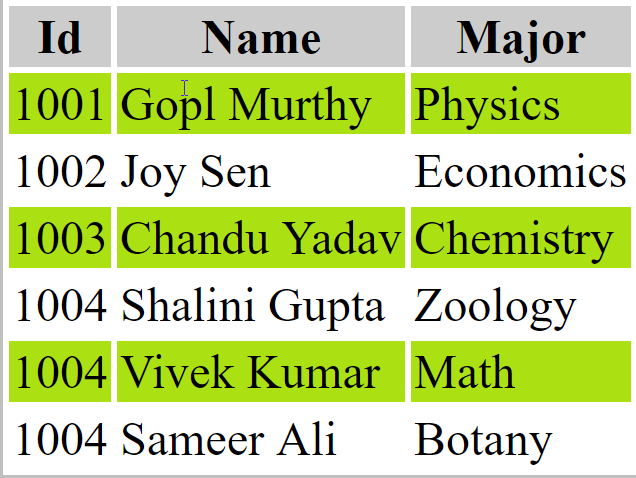 Id Name Major
1001 Gopl Murthy Physics
1002 Joy Sen Economics
1003 Chandu Yadav Chemistry
1004 Shalini Gupta Zoology
1004 Vivek Kumar Math
1004 Sameer Ali Botany